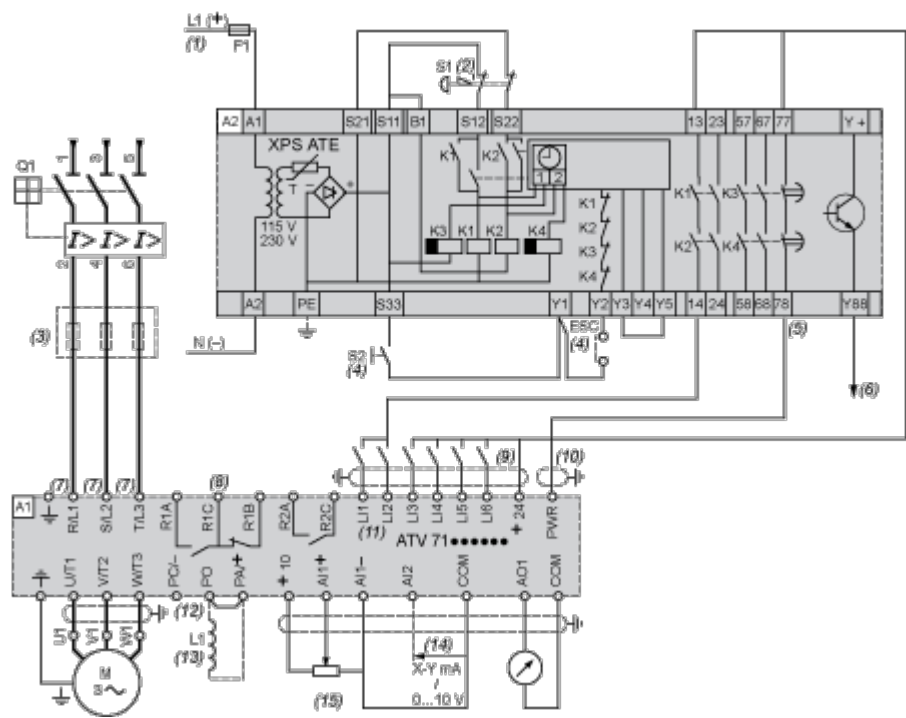 L1 (+)
(1)
F1
S1 (2)
A2 A1 S21 S11 B1 S12 S22 13 23 57 67 77 Y +
XPS ATE
T
+
115 V
230 V
K1
K2
1 2
K3 K1 K2 K4
K1
K2
K3
K4
K1 K3
K2 K4
A2 PE S33 Y1 Y2 Y3 Y4 Y5 14 24 58 68 78 Y88
N (–)
S2
(4)
ESC
(4)
(5)
(6)
Q1
1 3 5
I> I> I>
2 4 6
(3)
(7) (7) (7) (8) (9) (10)
A1
R/L1 S/L2 T/L3 R1A R1C R1B R2A R2C LI1 LI2 LI3 LI4 LI5 LI6 + 24 PWR
(11)
ATV 71••••••
U/T1 V/T2 W/T3 PC/– PO PA/+ + 10 AI1+ AI1– AI2 COM AO1 COM
(12)
U1 V1 W1
L1
(13)
M
3
(14)
X-Y mA
/
0...10 V
(15)